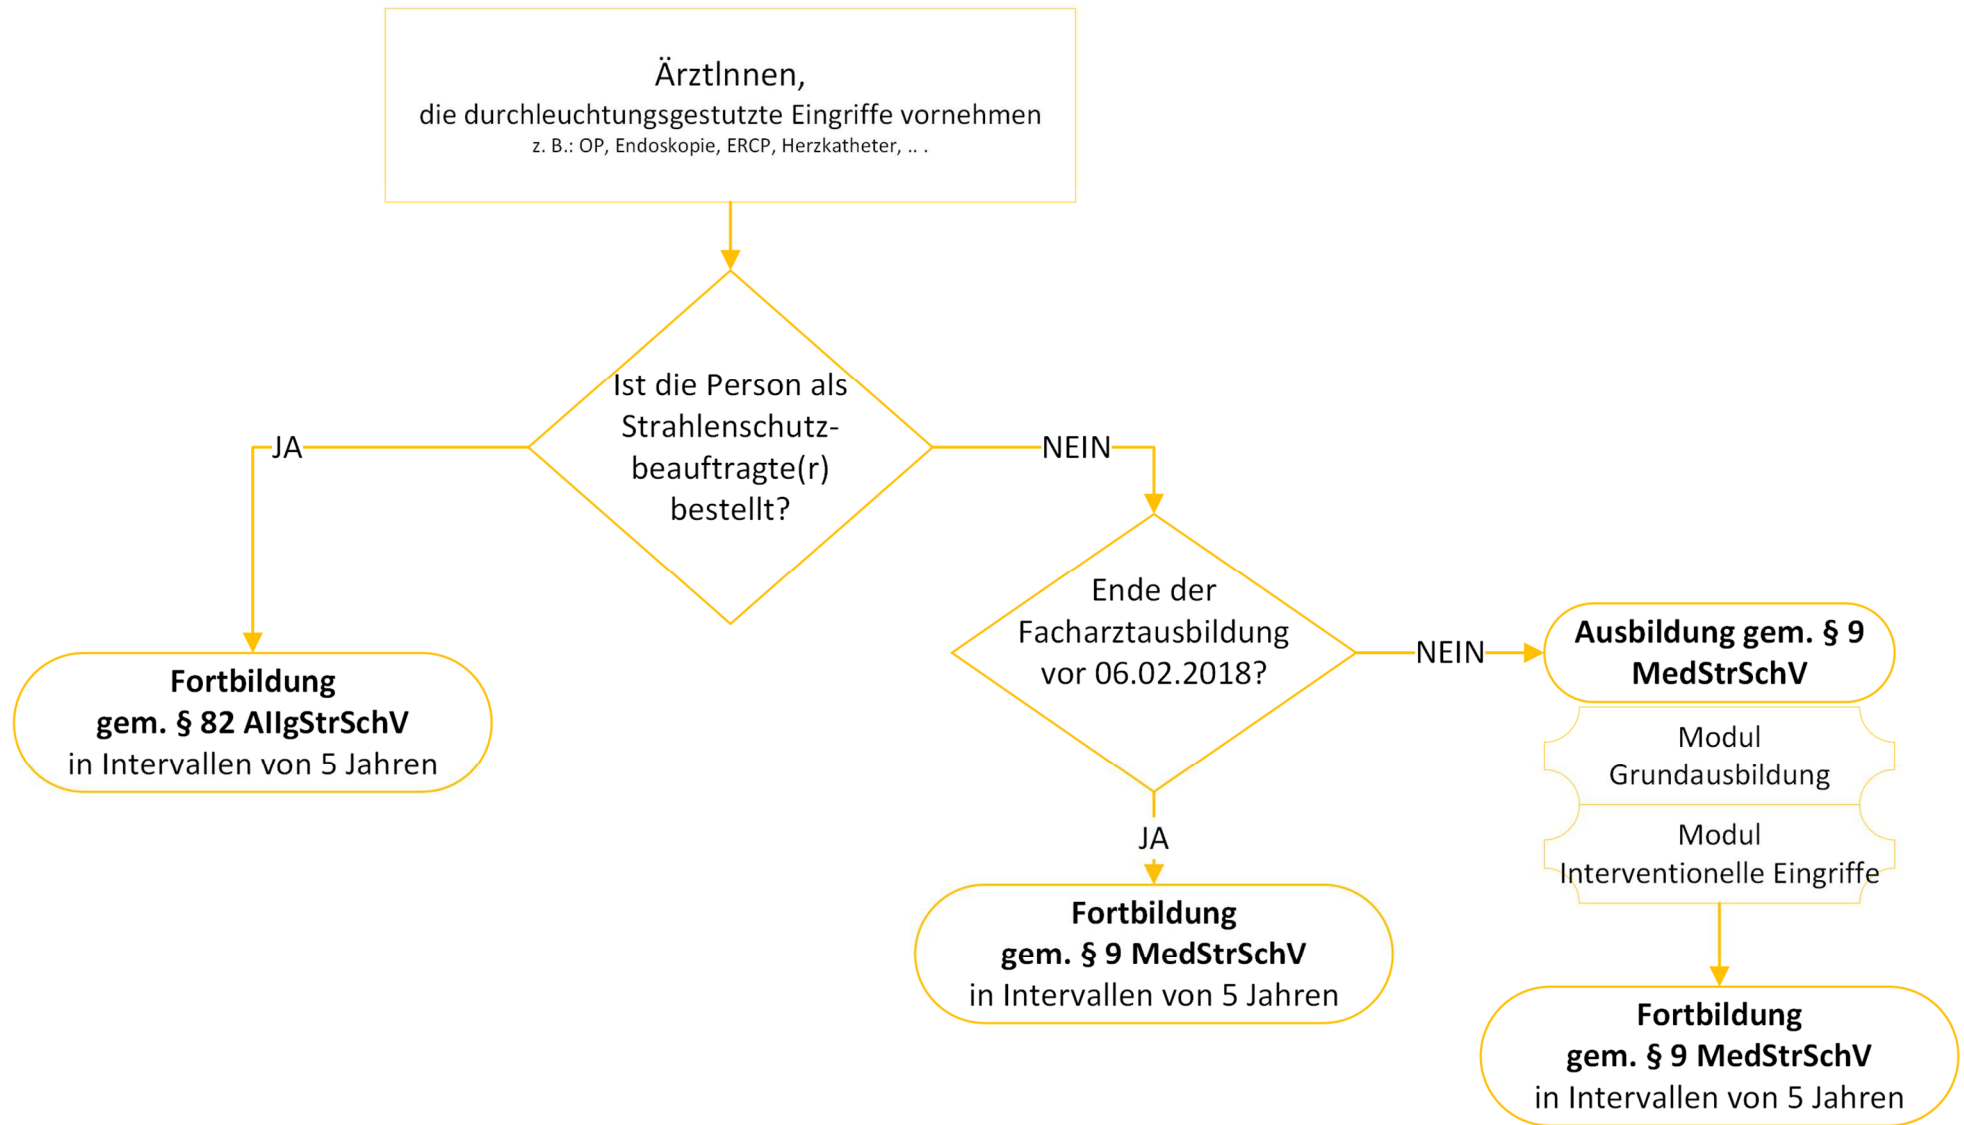 ÄrztInnen,
die durchleuchtungsgestutzte Eingriffe vornehmen
z. B.: OP, Endoskopie, ERCP, Herzkatheter, .. .
Ist die Person als
Strahlenschutz-
beauftragte(r)
bestellt?
JA
NEIN
Ende der
Facharztausbildung
vor 06.02.2018?
NEIN
Ausbildung gem. § 9
MedStrSchV
Fortbildung
gem. § 82 AIIgStrSchV
in Intervallen von 5 Jahren
Modul
Grundausbildung
Modul
Interventionelle Eingriffe
JA
Fortbildung
gem. § 9 MedStrSchV
in Intervallen von 5 Jahren
Fortbildung
gem. § 9 MedStrSchV
in Intervallen von 5 Jahren